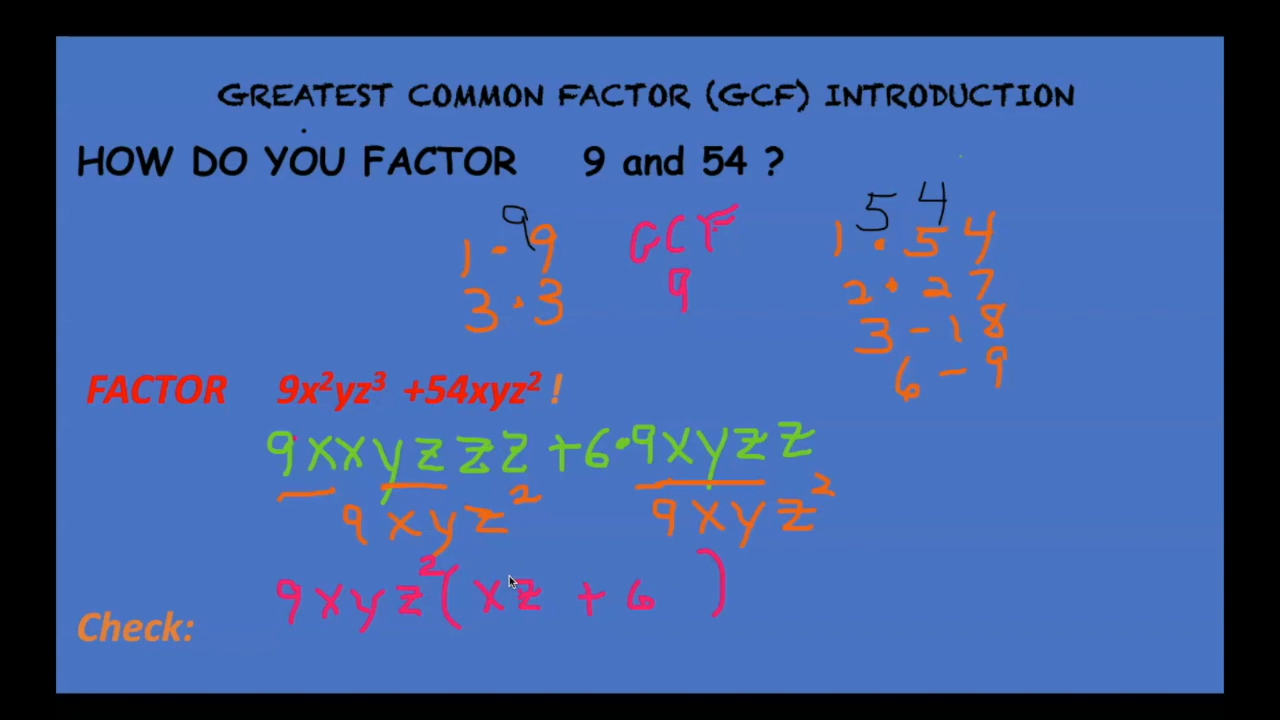 GREATEST COMMON FACTOR (GCF) INTRODUCTION
HOW DO YOU FACTOR 9 and 54 ?
9 GCF 54
1 · 9 9 1 · 54
3 · 3 2 · 27
3 - 18
6 - 9
FACTOR 9x²yz³ +54xyz² !
9xxyzzz + 6·9xyzz
9xyz² 9xyz²
9xyz²( xz + 6 )
Check: